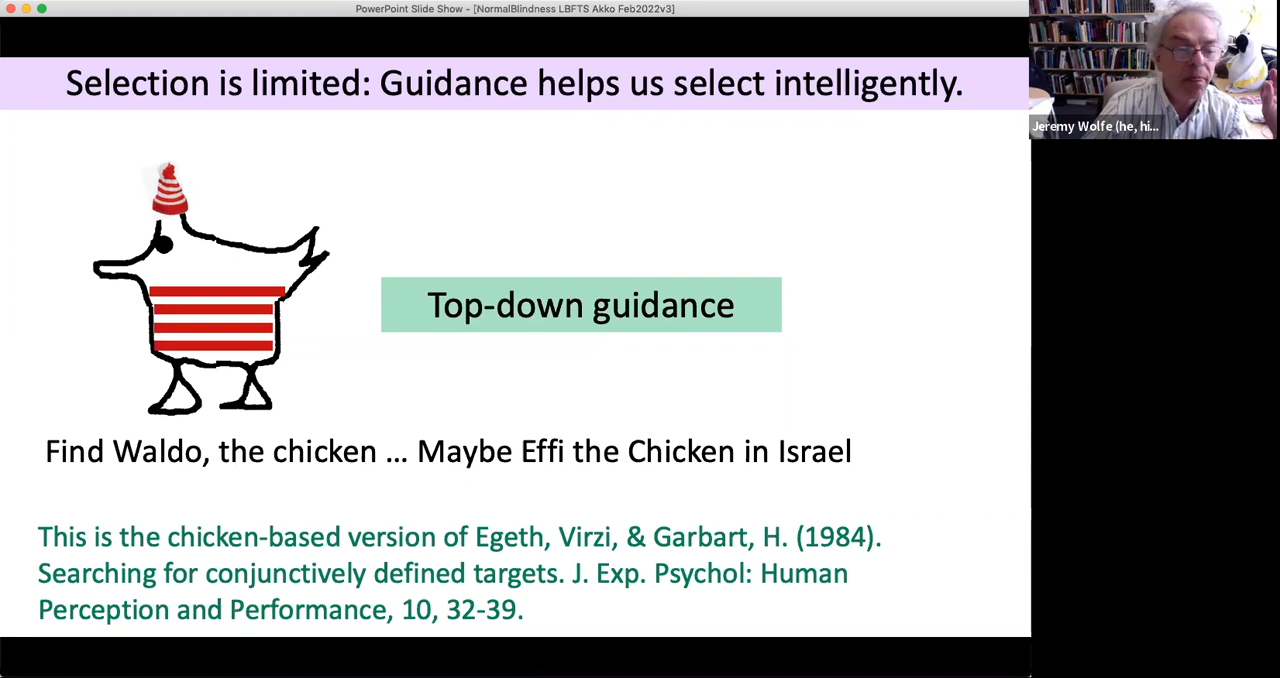 PowerPoint Slide Show - [NormalBlindness LBFTS Akko Feb2022v3]
Selection is limited: Guidance helps us select intelligently.
Jeremy Wolfe (he, hi...
Top-down guidance
Find Waldo, the chicken ... Maybe Effi the Chicken in Israel
This is the chicken-based version of Egeth, Virzi, & Garbart, H. (1984).
Searching for conjunctively defined targets. J. Exp. Psychol: Human
Perception and Performance, 10, 32-39.